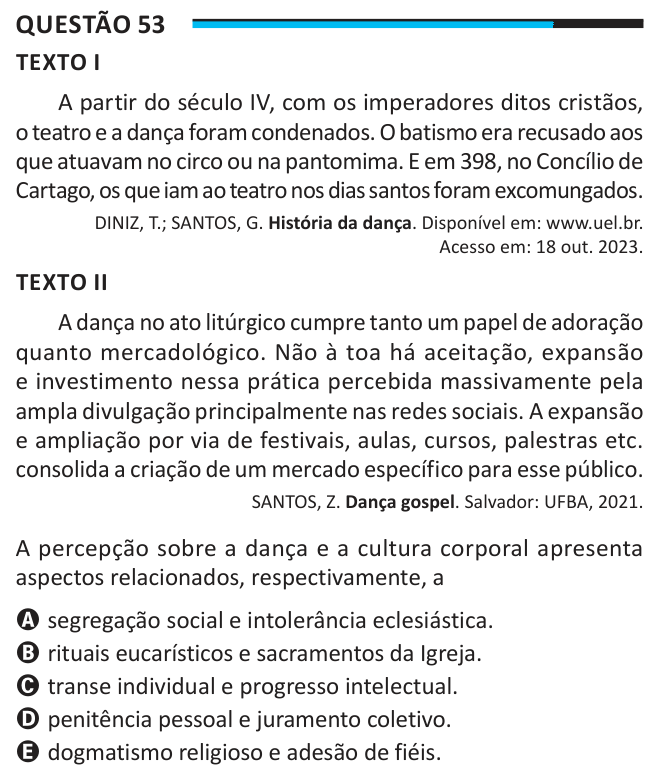 QUESTÃO 53
TEXTO I
A partir do século IV, com os imperadores ditos cristãos,
o teatro e a dança foram condenados. O batismo era recusado aos
que atuavam no circo ou na pantomima. E em 398, no Concílio de
Cartago, os que iam ao teatro nos dias santos foram excomungados.
DINIZ, T.; SANTOS, G. História da dança. Disponível em: www.uel.br.
Acesso em: 18 out. 2023.
TEXTO II
A dança no ato litúrgico cumpre tanto um papel de adoração
quanto mercadológico. Não à toa há aceitação, expansão
e investimento nessa prática percebida massivamente pela
ampla divulgação principalmente nas redes sociais. A expansão
e ampliação por via de festivais, aulas, cursos, palestras etc.
consolida a criação de um mercado específico para esse público.
SANTOS, Z. Dança gospel. Salvador: UFBA, 2021.
A percepção sobre a dança e a cultura corporal apresenta
aspectos relacionados, respectivamente, a
A segregação social e intolerância eclesiástica.
B rituais eucarísticos e sacramentos da Igreja.
C transe individual e progresso intelectual.
D penitência pessoal e juramento coletivo.
E dogmatismo religioso e adesão de fiéis.